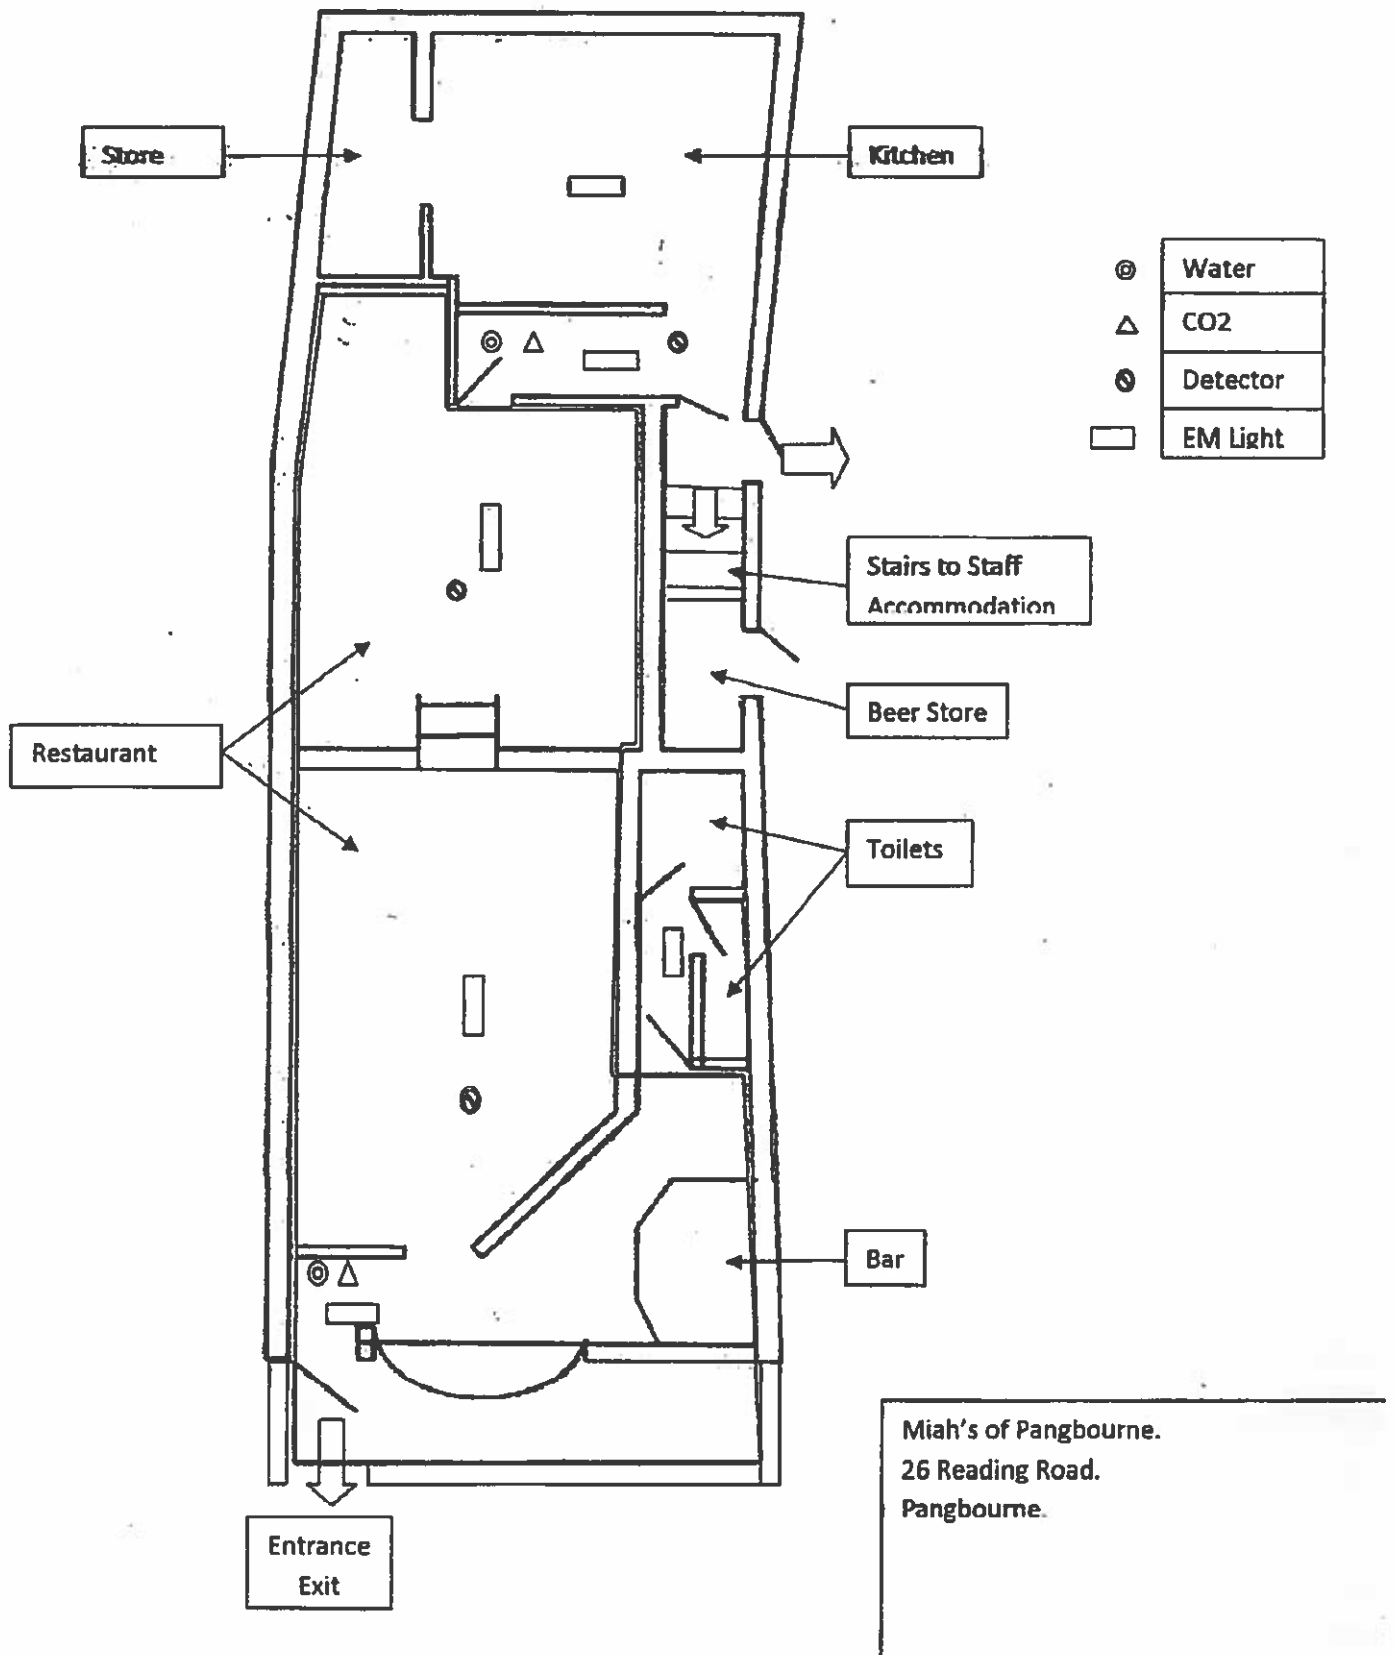 Store
Kitchen
Water
CO2
Detector
EM Light
Stairs to Staff
Accommodation
Beer Store
Restaurant
Toilets
Bar
Entrance
Exit
Miah's of Pangbourne.
26 Reading Road.
Pangbourne.